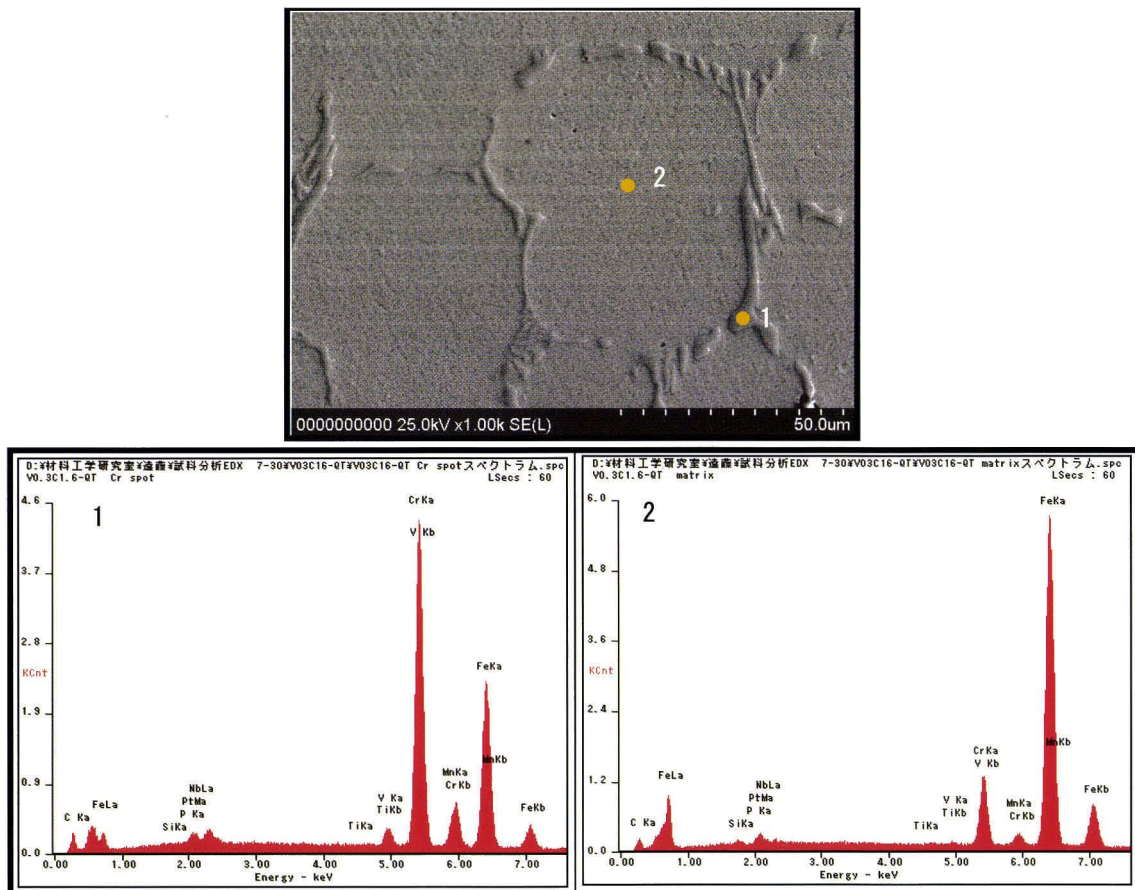 2
1
0000000000 25.0kV x1.00k SE(L) 50.0um
D:¥材料工学研究室¥遠藤¥試料分析EDX 7-30¥V03C16-QT¥V03C16-QT Cr spotスペクトラム.spc
V0.3C1.6-QT Cr spot LSecs : 60
1
4.6
3.7
2.8
KCnt
1.9
0.9
0.0
CrKa
V Kb
FeKa
MnKb
MnKa
CrKb
FeKb
V Ka
TiKb
TiKa
NbLa
PtMa
P Ka
SiKa
FeLa
C Ka
0.00 1.00 2.00 3.00 4.00 5.00 6.00 7.00
Energy - keV
D:¥材料工学研究室¥遠藤¥試料分析EDX 7-30¥V03C16-QT¥V03C16-QT matrixスペクトラム.spc
V0.3C1.6-QT matrix LSecs : 60
2
6.0
4.8
3.6
KCnt
2.4
1.2
0.0
FeKa
MnKb
CrKa
V Kb
MnKa
CrKb
FeKb
V Ka
TiKb
TiKa
NbLa
PtMa
P Ka
SiKa
FeLa
C Ka
0.00 1.00 2.00 3.00 4.00 5.00 6.00 7.00
Energy - keV